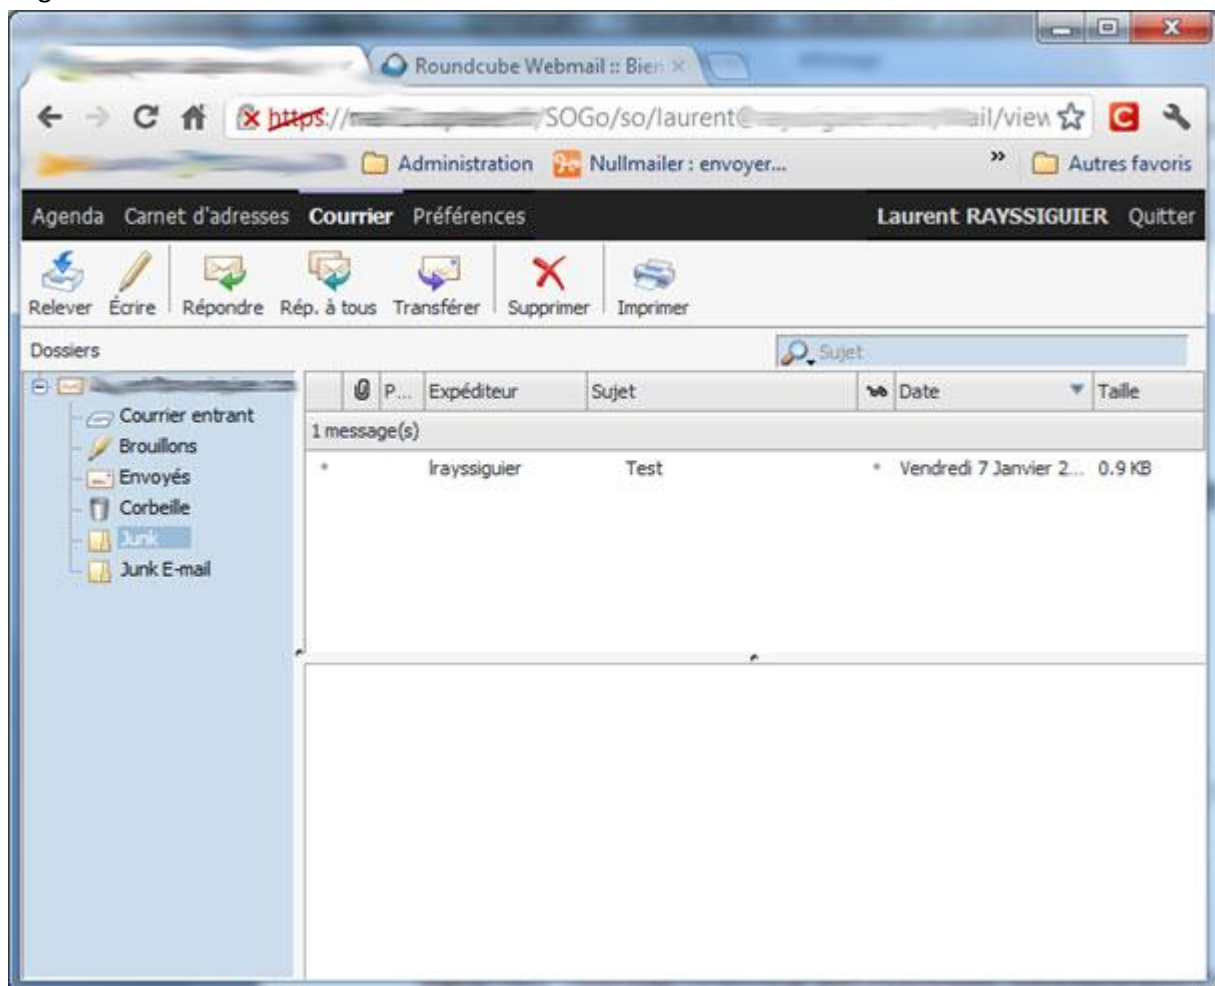 Roundcube Webmail :: Bien
https:// /SOGo/so/laurent@ ail/view
Administration Nullmailer : envoyer... » Autres favoris
Agenda Carnet d'adresses Courrier Préférences Laurent RAYSSIGUIER Quitter
Relever Écrire Répondre Rép. à tous Transférer Supprimer Imprimer
Dossiers Sujet
P... Expéditeur Sujet Date Taille
Courrier entrant
1 message(s)
Brouillons
lrayssiguier Test Vendredi 7 Janvier 2... 0.9 KB
Envoyés
Corbeille
Junk
Junk E-mail